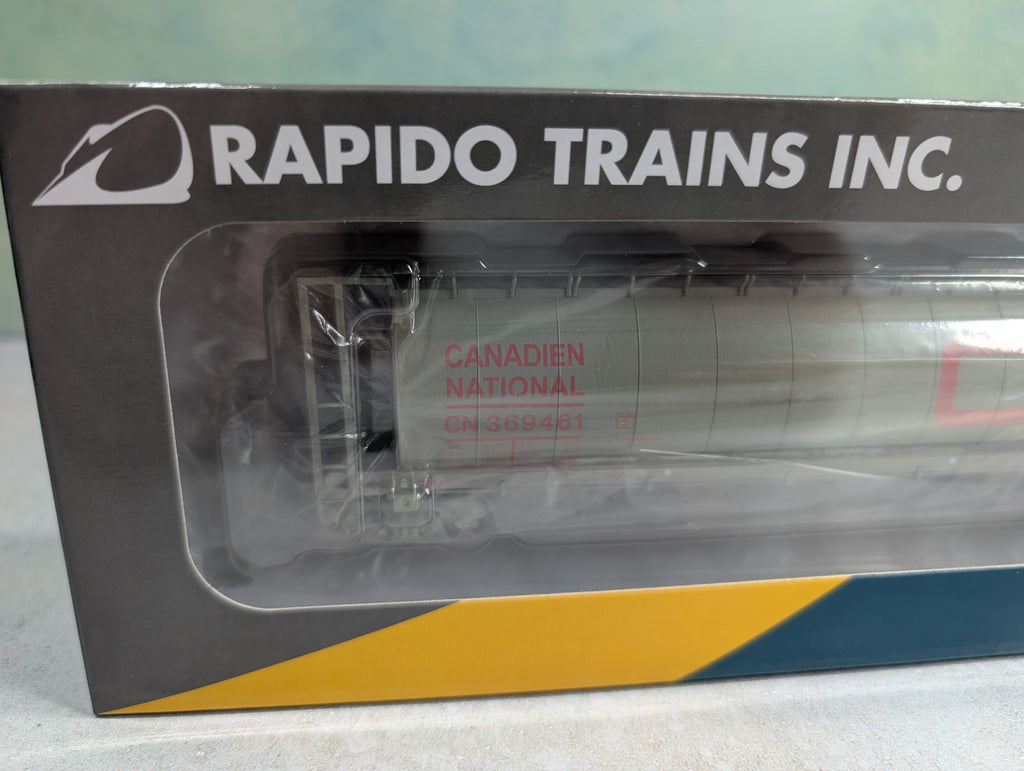 RAPIDO TRAINS INC.
CANADIEN
NATIONAL
CN 369461